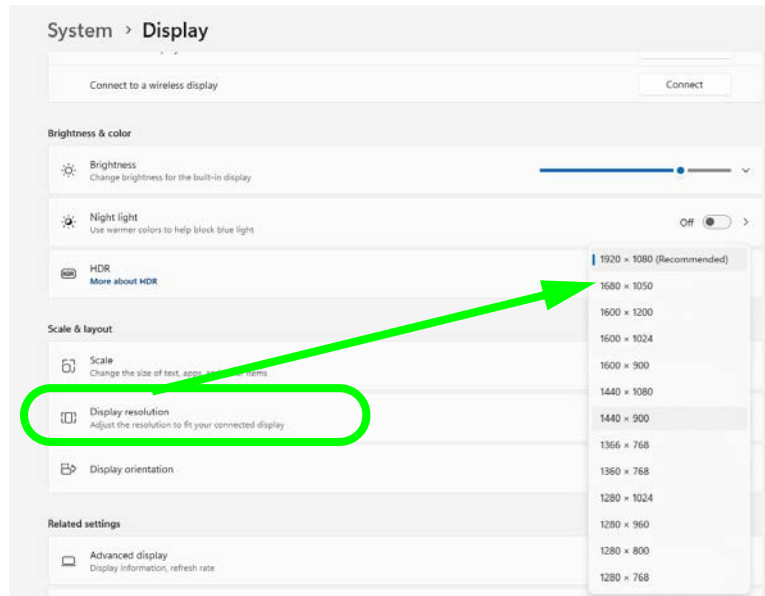 System > Display
Connect to a wireless display
Connect
Brightness & color
Brightness
Change brightness for the built-in display
Night light
Use warmer colors to help block blue light
Off
HDR
HDR
More about HDR
1920 × 1080 (Recommended)
1680 × 1050
1600 × 1200
1600 × 1024
1600 × 900
1440 × 1080
1440 × 900
1366 × 768
1360 × 768
1280 × 1024
1280 × 960
1280 × 800
1280 × 768
Scale & layout
Scale
Change the size of text, apps, items
Display resolution
Adjust the resolution to fit your connected display
Display orientation
Related settings
Advanced display
Display information, refresh rate